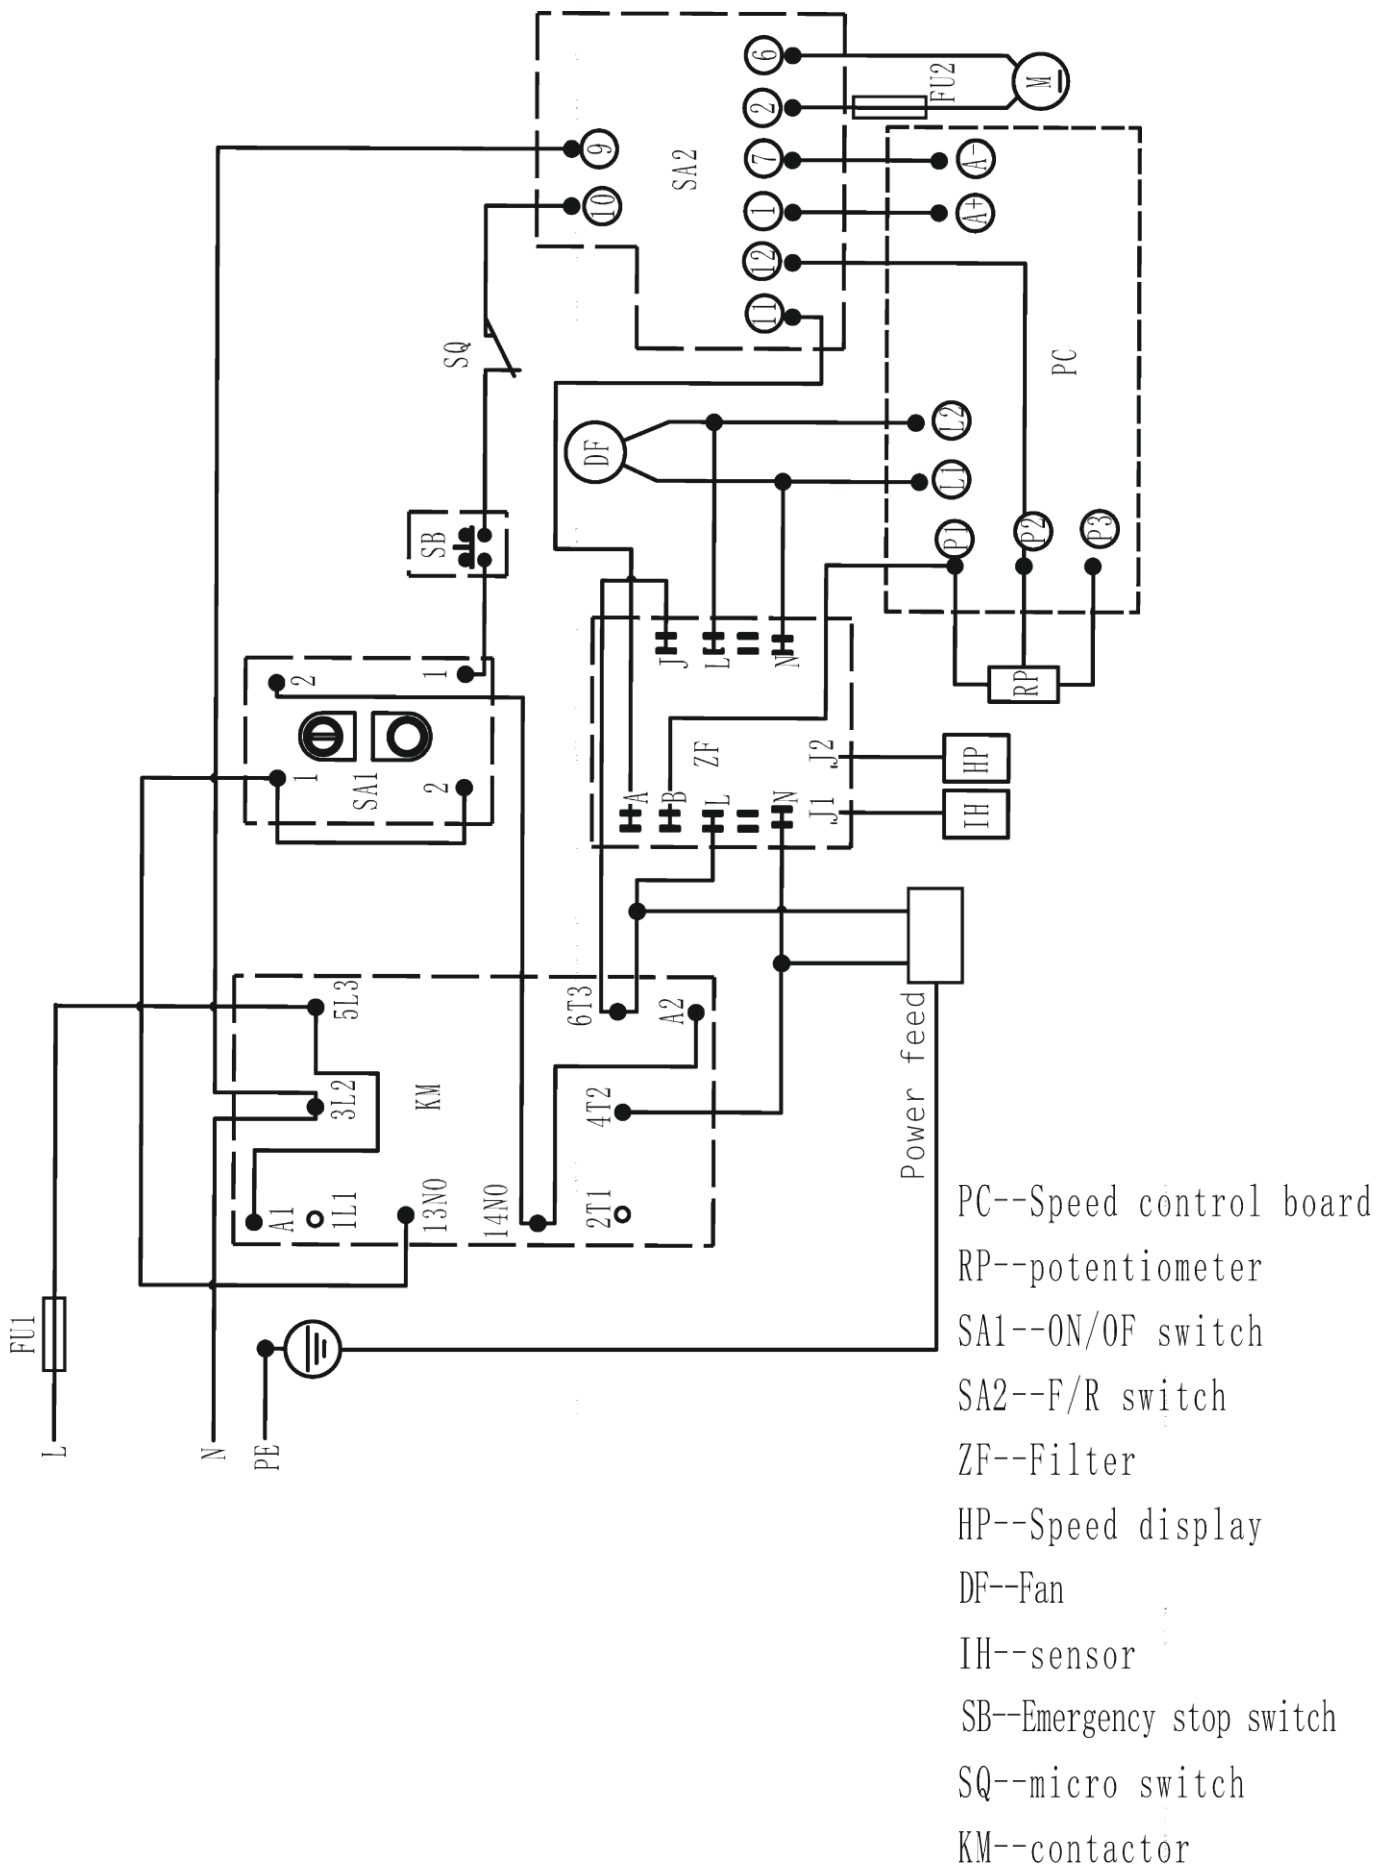 6
2
FU2
M
9
10
SA2
7
A-
1
A+
12
11
PC
SQ
DF
L2
L1
SB
P1
P2
P3
J
L
N
RP
2
1
SA1
1
2
ZF
A
B
L
N
J2
J1
HP
IH
5L3
6T3
A2
3L2
KM
4T2
A1
1L1
13NO
14NO
2T1
Power feed
FU1
L
N
PE
PC--Speed control board
RP--potentiometer
SA1--ON/OF switch
SA2--F/R switch
ZF--Filter
HP--Speed display
DF--Fan
IH--sensor
SB--Emergency stop switch
SQ--micro switch
KM--contactor